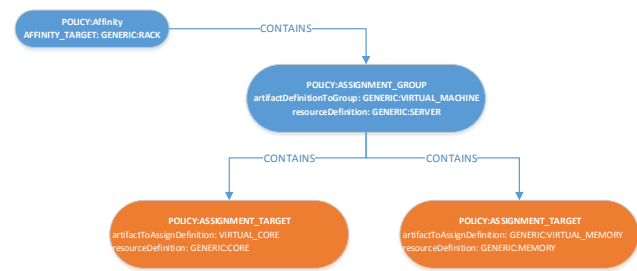 POLICY:Affinity
AFFINITY_TARGET: GENERIC:RACK
CONTAINS
POLICY:ASSIGNMENT_GROUP
artifactDefinitionToGroup: GENERIC:VIRTUAL_MACHINE
resourceDefinition: GENERIC:SERVER
CONTAINS
CONTAINS
POLICY:ASSIGNMENT_TARGET
artifactToAssignDefinition: VIRTUAL_CORE
resourceDefinition: GENERIC:CORE
POLICY:ASSIGNMENT_TARGET
artifactToAssignDefinition: GENERIC:VIRTUAL_MEMORY
resourceDefinition: GENERIC:MEMORY